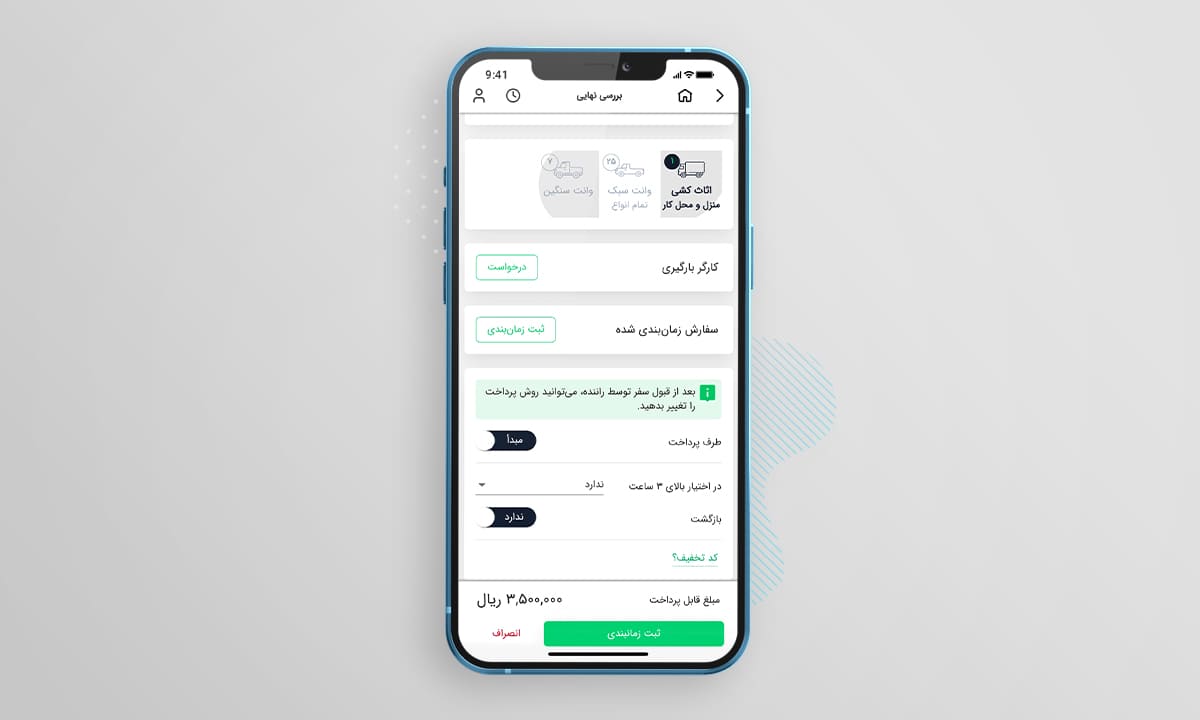 9:41
بررسی نهایی
۱
۲۵
۷
اثاث کشی
منزل و محل کار
وانت سبک
تمام انواع
وانت سنگین
کارگر بارگیری
درخواست
سفارش زمان‌بندی شده
ثبت زمان‌بندی
بعد از قبول سفر توسط راننده، می‌توانید روش پرداخت
را تغییر بدهید.
طرف پرداخت
مبدأ
در اختیار بالای ۳ ساعت
ندارد
بازگشت
ندارد
کد تخفیف؟
مبلغ قابل پرداخت
۳,۵۰۰,۰۰۰ ریال
ثبت زمانبندی
انصراف